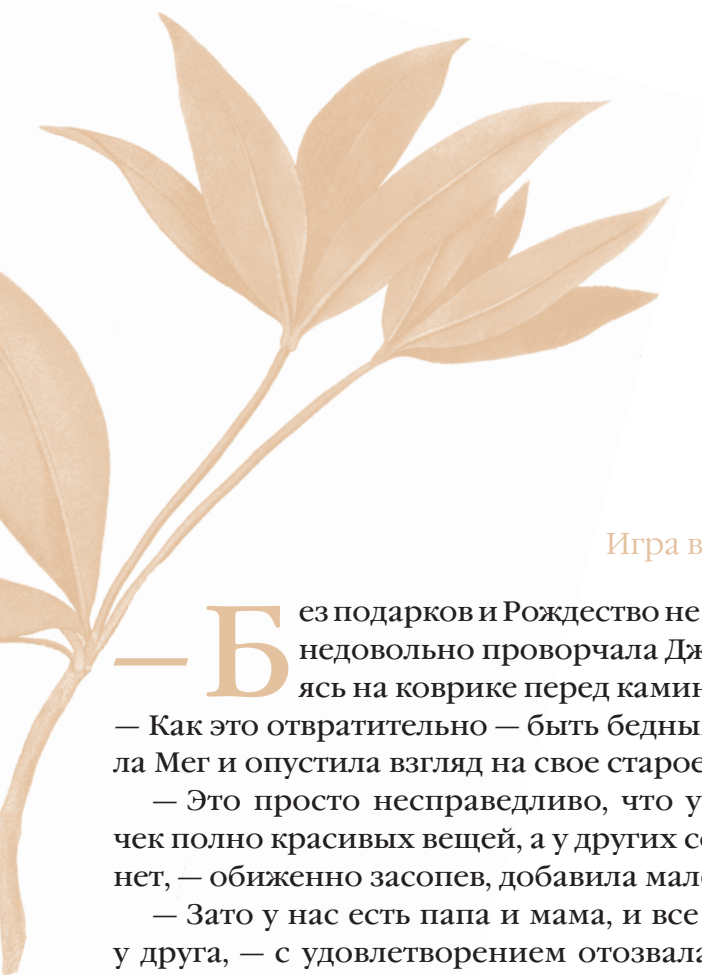 Игра в
— Без подарков и Рождество не
недовольно проворчала Дж
ясь на коврике перед камин
— Как это отвратительно — быть бедны
ла Мег и опустила взгляд на свое старое
— Это просто несправедливо, что у
чек полно красивых вещей, а у других со
нет, — обиженно засопев, добавила мал
— Зато у нас есть папа и мама, и все
у друга, — с удовлетворением отозвала